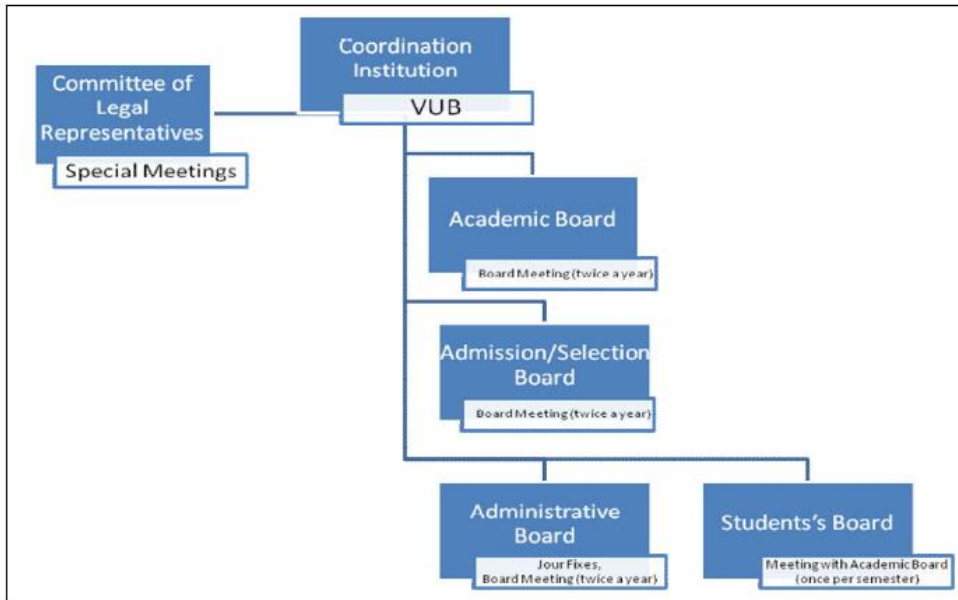 Coordination
Institution
VUB
Committee of
Legal
Representatives
Special Meetings
Academic Board
Board Meeting (twice a year)
Admission/Selection
Board
Board Meeting (twice a year)
Administrative
Board
Jour Fixes,
Board Meeting (twice a year)
Students's Board
Meeting with Academic Board
(once per semester)